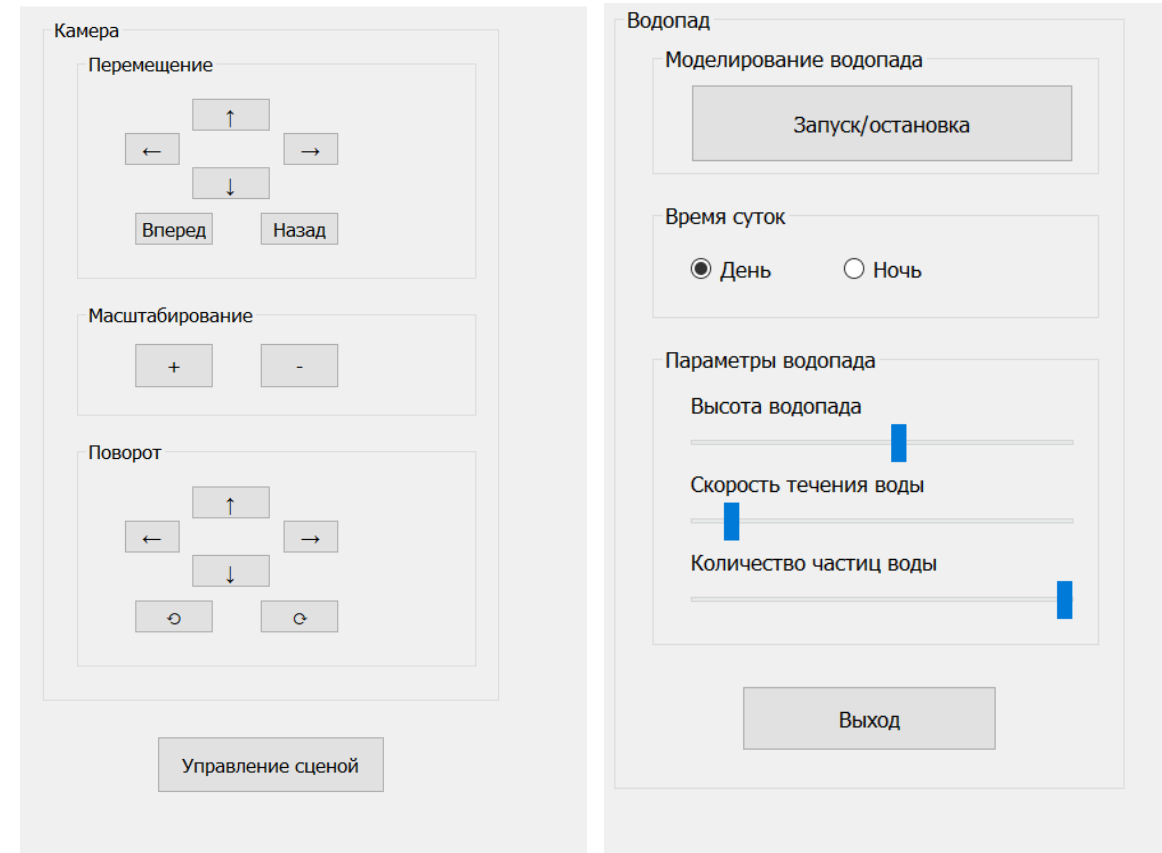 Камера
Перемещение
↑
← →
↓
Вперед Назад
Масштабирование
+ -
Поворот
↑
← →
↓
⟲ ⟳
Управление сценой
Водопад
Моделирование водопада
Запуск/остановка
Время суток
День Ночь
Параметры водопада
Высота водопада
Скорость течения воды
Количество частиц воды
Выход